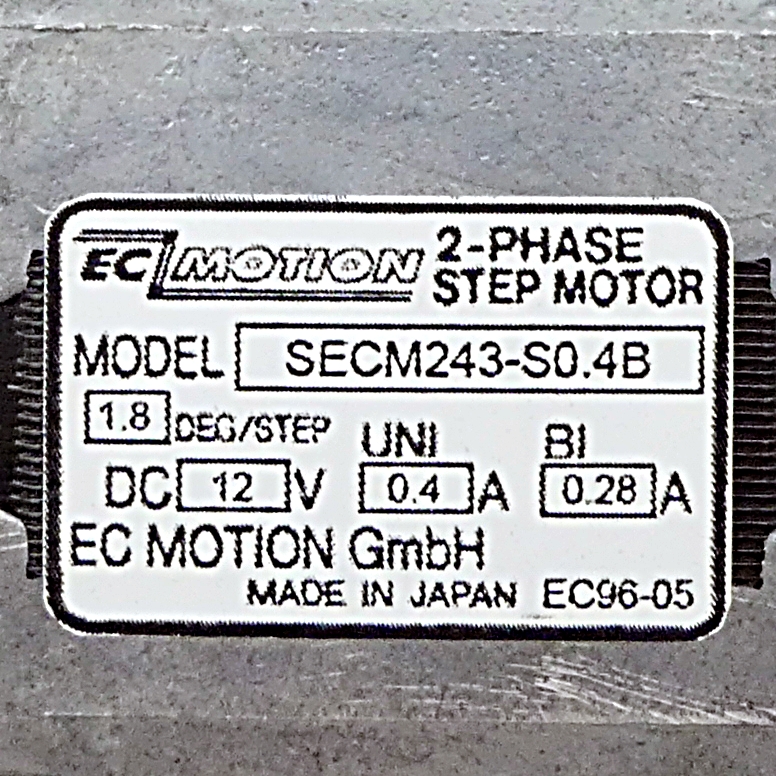 EC MOTION 2-PHASE
STEP MOTOR
MODEL SECM243-S0.4B
1.8 DEG/STEP UNI BI
DC 12 V 0.4 A 0.28 A
EC MOTION GmbH
MADE IN JAPAN EC96-05